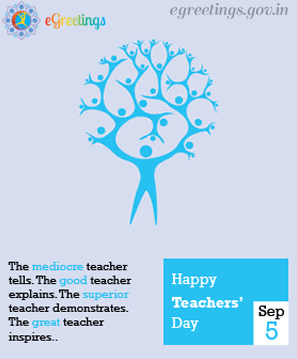 eGreetings
egreetings.gov.in
The mediocre teacher
tells. The good teacher
explains. The superior
teacher demonstrates.
The great teacher
inspires..
Happy
Teachers’
Day
Sep
5